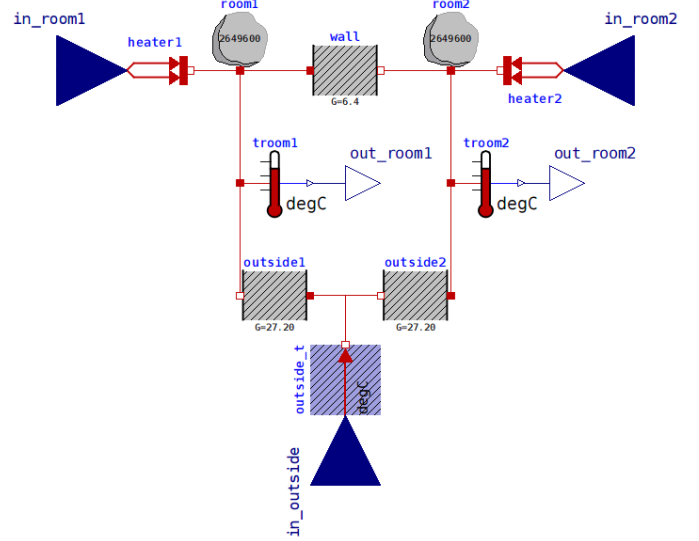 room1
room2
in_room1
in_room2
heater1
wall
2649600
2649600
heater2
G=6.4
troom1
troom2
out_room1
out_room2
degC
degC
outside1
outside2
G=27.20
G=27.20
outside_t
degC
in_outside